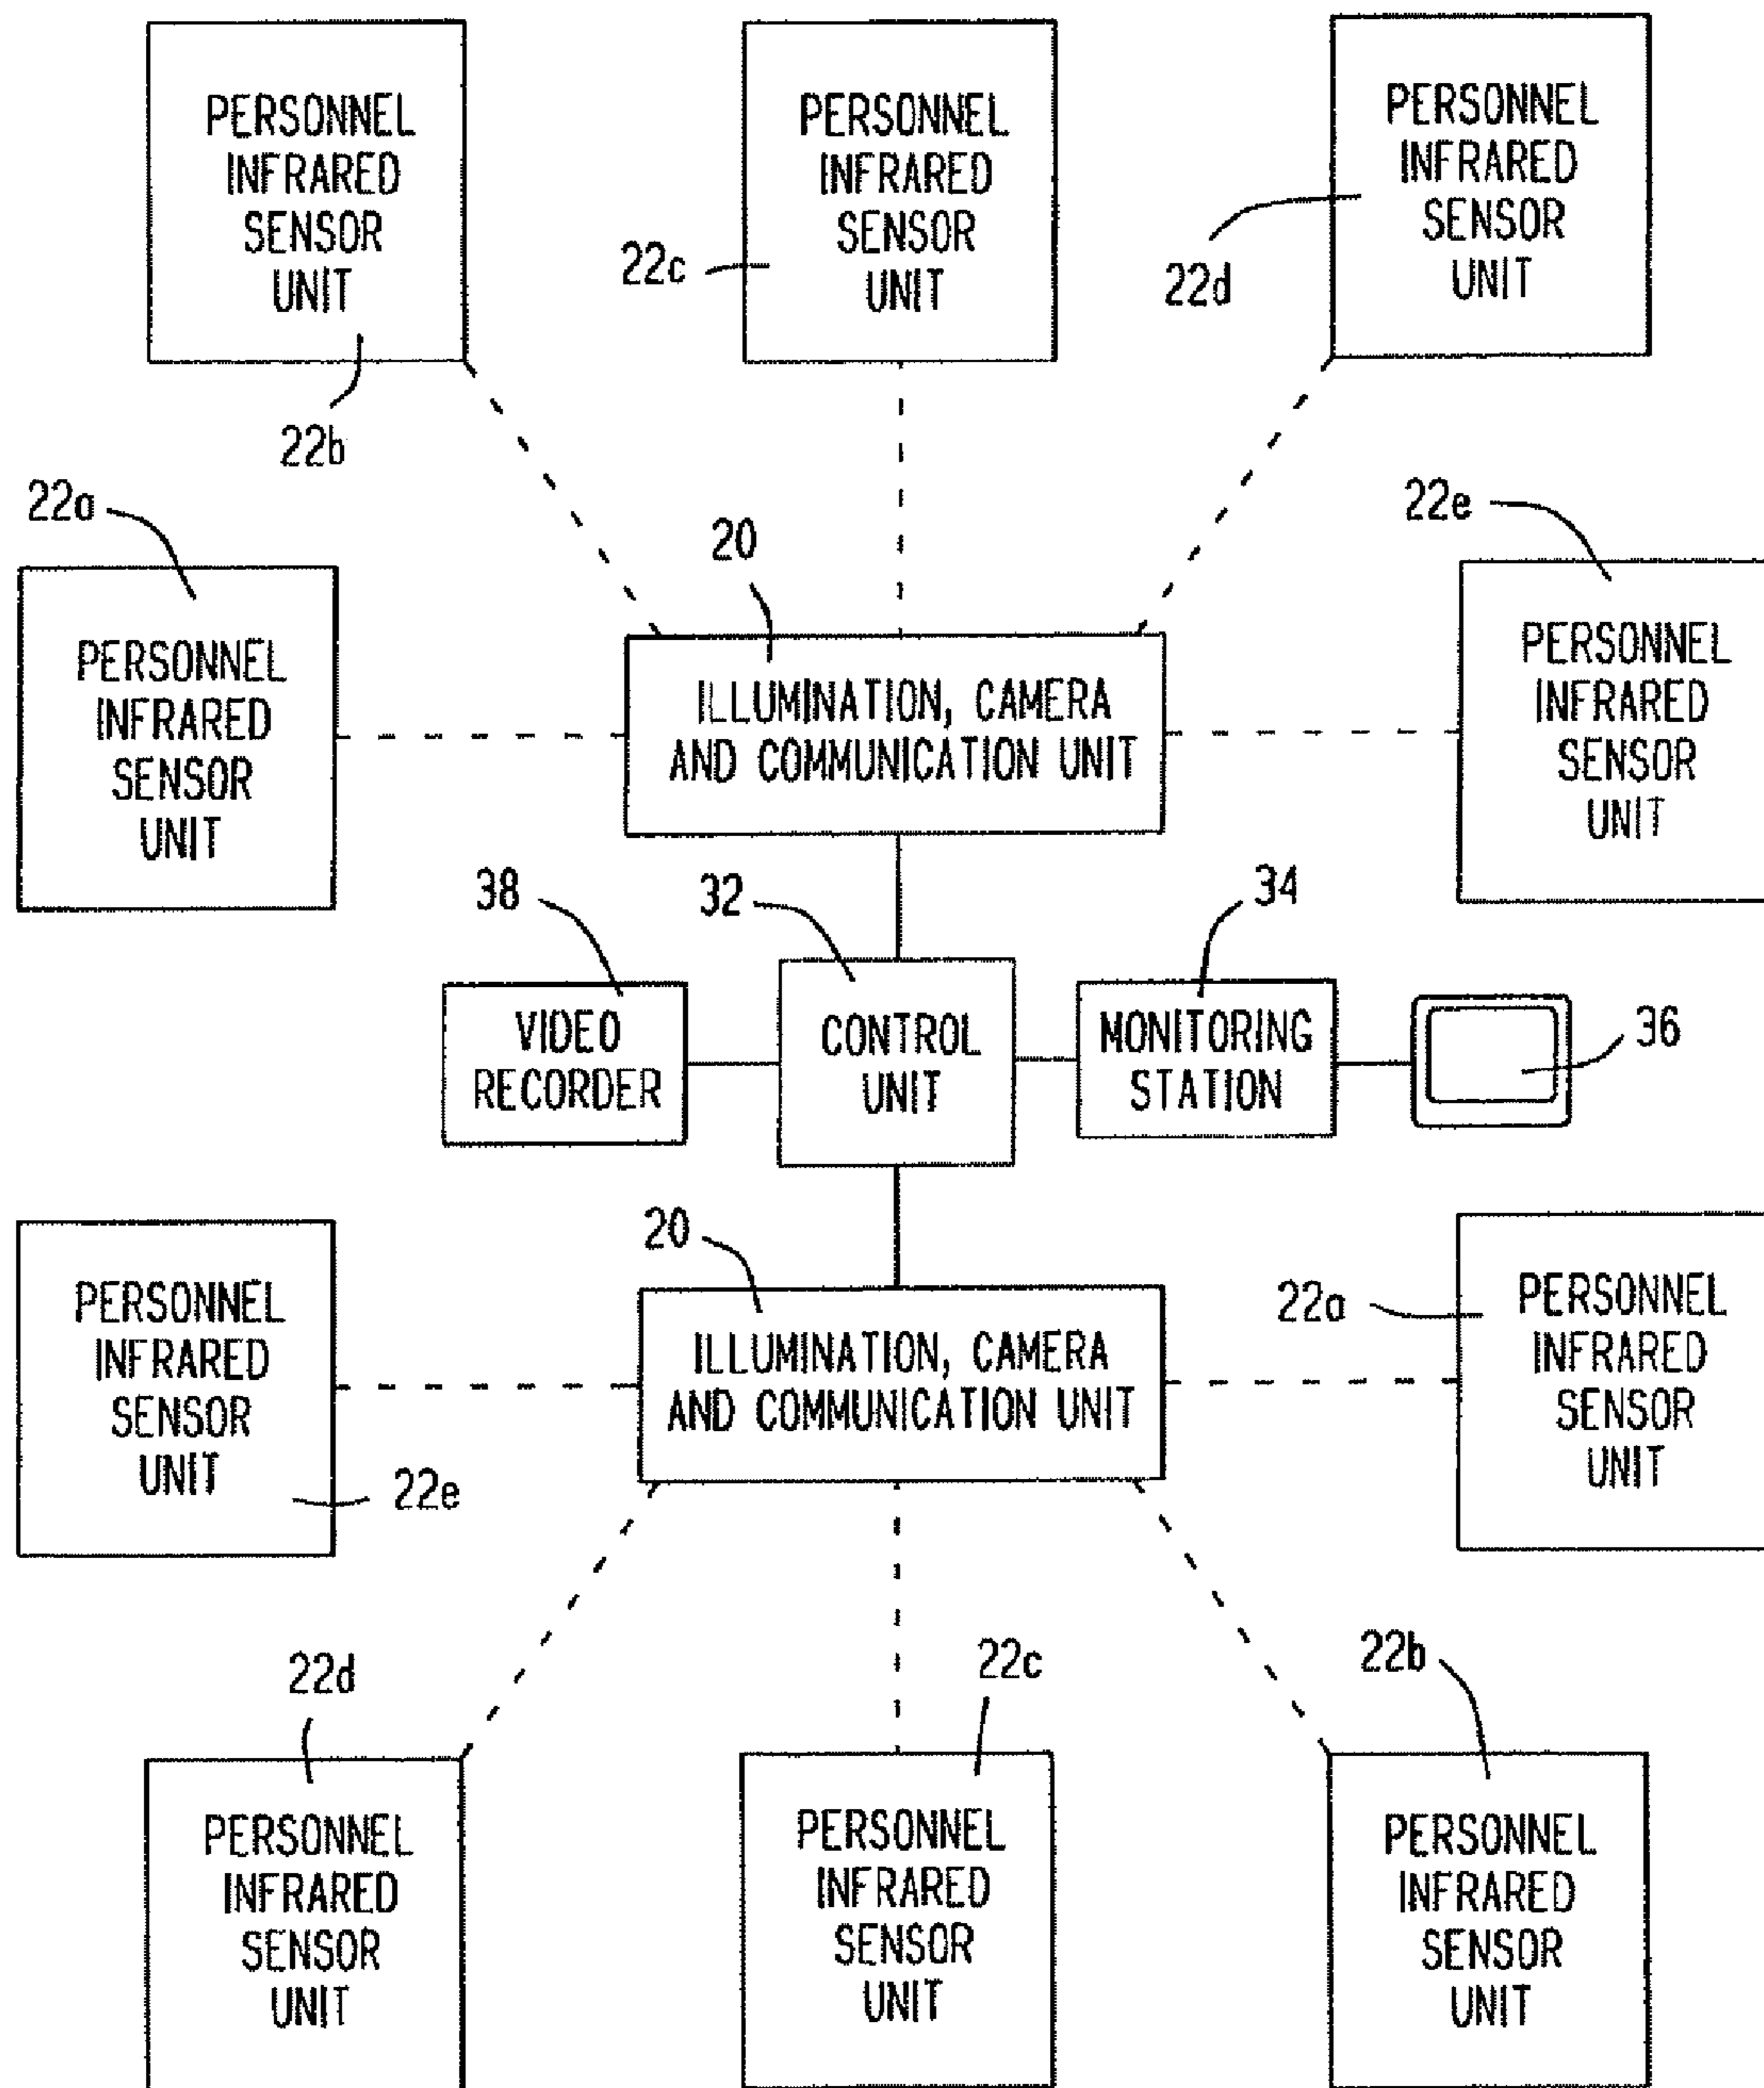 PERSONNEL
INFRARED
SENSOR
UNIT
22b
PERSONNEL
INFRARED
SENSOR
UNIT
22c
PERSONNEL
INFRARED
SENSOR
UNIT
22d
22a
PERSONNEL
INFRARED
SENSOR
UNIT
20
ILLUMINATION, CAMERA
AND COMMUNICATION UNIT
22e
PERSONNEL
INFRARED
SENSOR
UNIT
38
VIDEO
RECORDER
32
CONTROL
UNIT
34
MONITORING
STATION
36
PERSONNEL
INFRARED
SENSOR
UNIT
22e
20
ILLUMINATION, CAMERA
AND COMMUNICATION UNIT
22a
PERSONNEL
INFRARED
SENSOR
UNIT
22d
PERSONNEL
INFRARED
SENSOR
UNIT
22c
PERSONNEL
INFRARED
SENSOR
UNIT
22b
PERSONNEL
INFRARED
SENSOR
UNIT